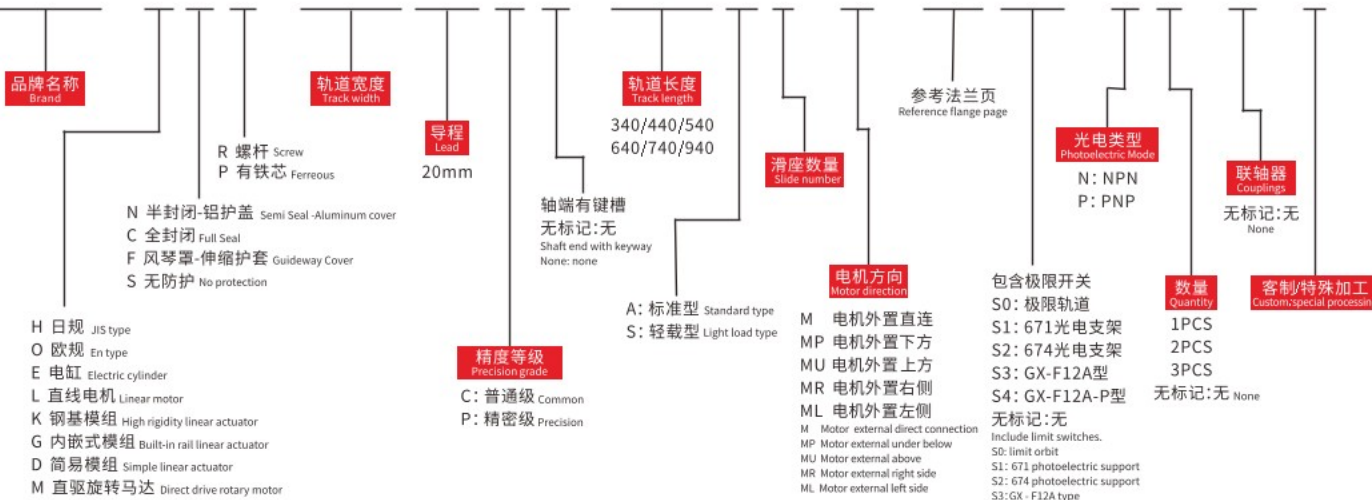 品牌名称
Brand
轨道宽度
Track width
导程
Lead
20mm
轨道长度
Track length
340/440/540
640/740/940
滑座数量
Slide number
参考法兰页
Reference flange page
光电类型
Photoelectric Mode
N: NPN
P: PNP
联轴器
Couplings
无标记:无
None
R 螺杆 Screw
P 有铁芯 Ferreous
N 半封闭-铝护盖 Semi Seal -Aluminum cover
C 全封闭 Full Seal
F 风琴罩-伸缩护套 Guideway Cover
S 无防护 No protection
轴端有键槽
无标记:无
Shaft end with keyway
None: none
H 日规 JIS type
O 欧规 En type
E 电缸 Electric cylinder
L 直线电机 Linear motor
K 钢基模组 High rigidity linear actuator
G 内嵌式模组 Built-in rail linear actuator
D 简易模组 Simple linear actuator
M 直驱旋转马达 Direct drive rotary motor
精度等级
Precision grade
C: 普通级 Common
P: 精密级 Precision
A: 标准型 Standard type
S: 轻载型 Light load type
电机方向
Motor direction
M 电机外置直连
MP 电机外置下方
MU 电机外置上方
MR 电机外置右侧
ML 电机外置左侧
M Motor external direct connection
MP Motor external under below
MU Motor external above
MR Motor external right side
ML Motor external left side
包含极限开关
S0: 极限轨道
S1: 671光电支架
S2: 674光电支架
S3: GX-F12A型
S4: GX-F12A-P型
无标记:无
Include limit switches.
S0: limit orbit
S1: 671 photoelectric support
S2: 674 photoelectric support
S3: GX - F12A type
数量
Quantity
1PCS
2PCS
3PCS
无标记:无 None
客制/特殊加工
Custom:special processin